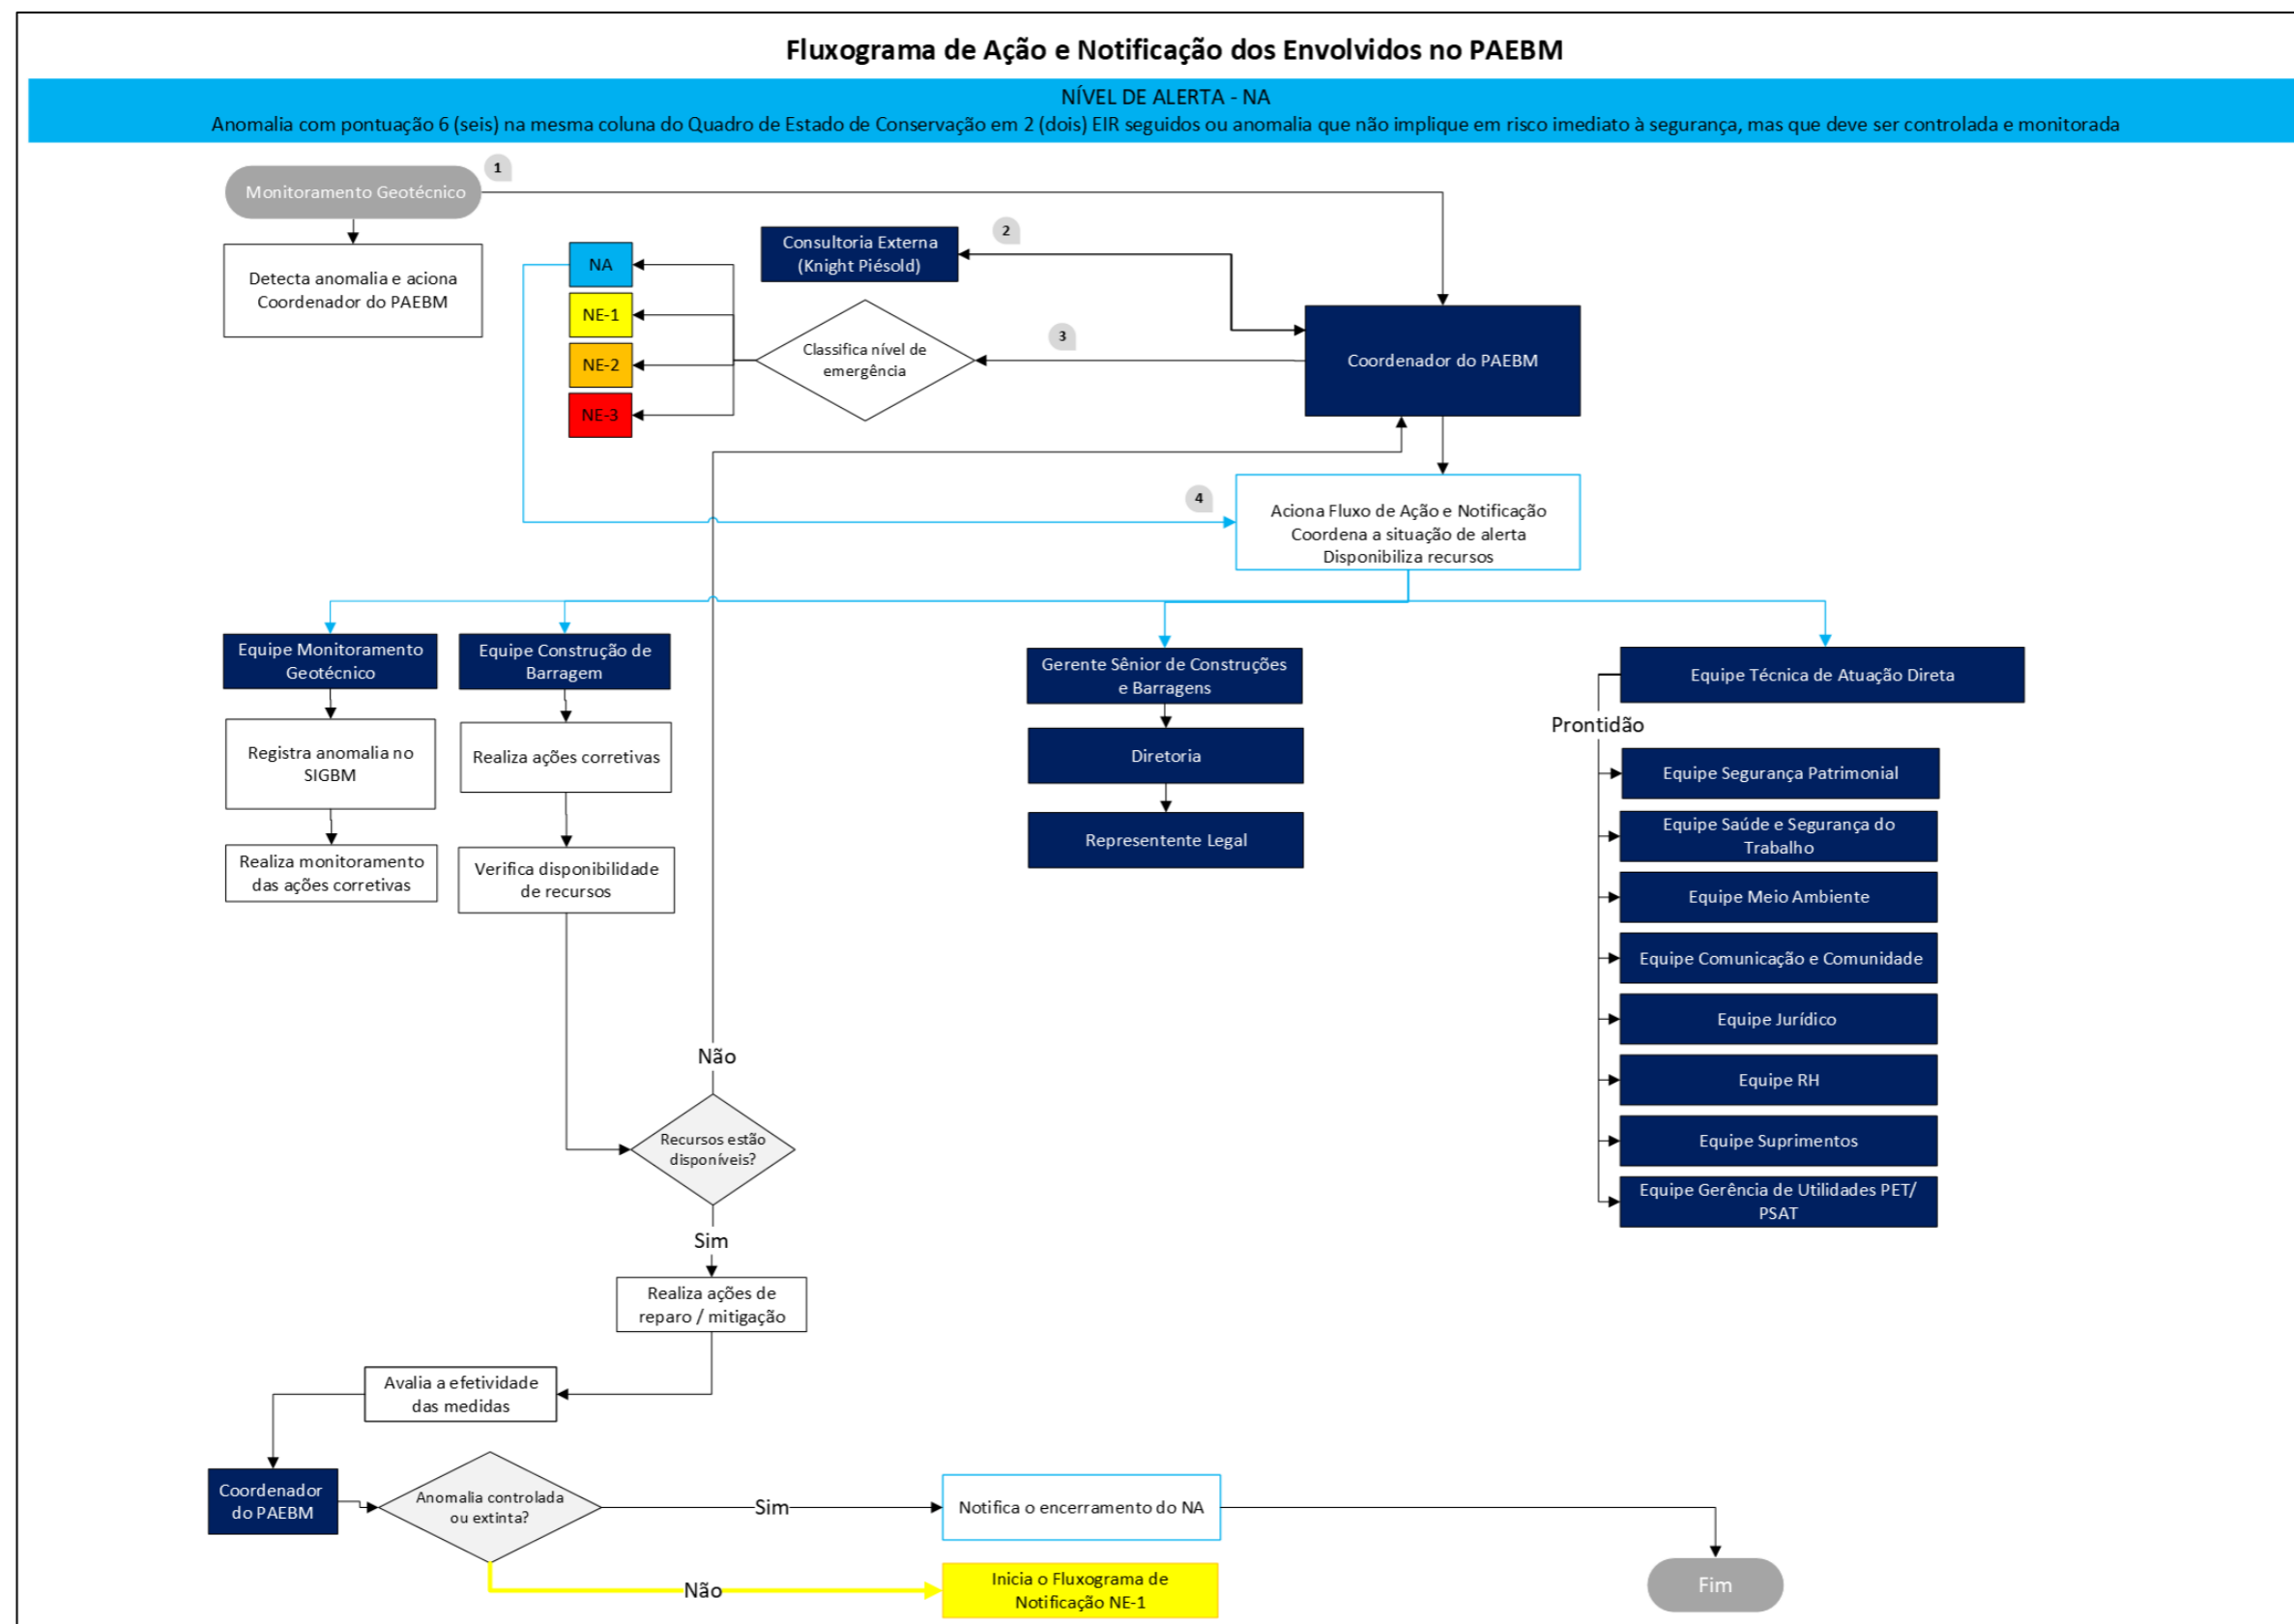 Fluxograma de Ação e Notificação dos Envolvidos no PAEBM
NÍVEL DE ALERTA - NA
Anomalia com pontuação 6 (seis) na mesma coluna do Quadro de Estado de Conservação em 2 (dois) EIR seguidos ou anomalia que não implique em risco imediato à segurança, mas que deve ser controlada e monitorada
1
Monitoramento Geotécnico
Detecta anomalia e aciona
Coordenador do PAEBM
2
Consultoria Externa
(Knight Piésold)
NA
NE-1
NE-2
NE-3
Classifica nível de
emergência
3
Coordenador do PAEBM
4
Aciona Fluxo de Ação e Notificação
Coordena a situação de alerta
Disponibiliza recursos
Equipe Monitoramento
Geotécnico
Registra anomalia no
SIGBM
Realiza monitoramento
das ações corretivas
Equipe Construção de
Barragem
Realiza ações corretivas
Verifica disponibilidade
de recursos
Gerente Sênior de Construções
e Barragens
Diretoria
Representente Legal
Equipe Técnica de Atuação Direta
Prontidão
Equipe Segurança Patrimonial
Equipe Saúde e Segurança do
Trabalho
Equipe Meio Ambiente
Equipe Comunicação e Comunidade
Equipe Jurídico
Equipe RH
Equipe Suprimentos
Equipe Gerência de Utilidades PET/
PSAT
Não
Recursos estão
disponíveis?
Sim
Realiza ações de
reparo / mitigação
Avalia a efetividade
das medidas
Coordenador
do PAEBM
Anomalia controlada
ou extinta?
Sim
Notifica o encerramento do NA
Não
Inicia o Fluxograma de
Notificação NE-1
Fim